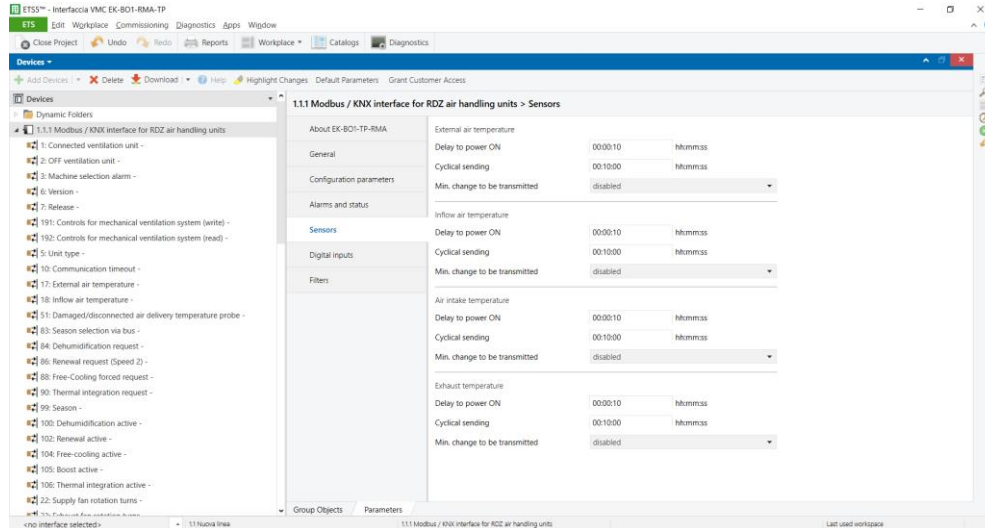 ETS5™ - Interfaccia VMC EK-BO1-RMA-TP
ETS Edit Workplace Commissioning Diagnostics Apps Window
Close Project Undo Redo Reports Workplace Catalogs Diagnostics
Devices
Add Devices Delete Download Help Highlight Changes Default Parameters Grant Customer Access
Devices
Dynamic Folders
1.1.1 Modbus / KNX interface for RDZ air handling units
1: Connected ventilation unit -
2: OFF ventilation unit -
3: Machine selection alarm -
6: Version -
7: Release -
191: Controls for mechanical ventilation system (write) -
192: Controls for mechanical ventilation system (read) -
5: Unit type -
10: Communication timeout -
17: External air temperature -
18: Inflow air temperature -
51: Damaged/disconnected air delivery temperature probe -
83: Season selection via bus -
84: Dehumidification request -
86: Renewal request (Speed 2) -
88: Free-Cooling forced request -
90: Thermal integration request -
99: Season -
100: Dehumidification active -
102: Renewal active -
104: Free-cooling active -
105: Boost active -
106: Thermal integration active -
22: Supply fan rotation turns -
1.1.1 Modbus / KNX interface for RDZ air handling units > Sensors
About EK-BO1-TP-RMA
General
Configuration parameters
Alarms and status
Sensors
Digital inputs
Filters
External air temperature
Delay to power ON 00:00:10 hh:mm:ss
Cyclical sending 00:10:00 hh:mm:ss
Min. change to be transmitted disabled
Inflow air temperature
Delay to power ON 00:00:10 hh:mm:ss
Cyclical sending 00:10:00 hh:mm:ss
Min. change to be transmitted disabled
Air intake temperature
Delay to power ON 00:00:10 hh:mm:ss
Cyclical sending 00:10:00 hh:mm:ss
Min. change to be transmitted disabled
Exhaust temperature
Delay to power ON 00:00:10 hh:mm:ss
Cyclical sending 00:10:00 hh:mm:ss
Min. change to be transmitted disabled
Group Objects Parameters
<no interface selected> 1.1 Nuova linea 1.1.1 Modbus / KNX interface for RDZ air handling units Last used workspace